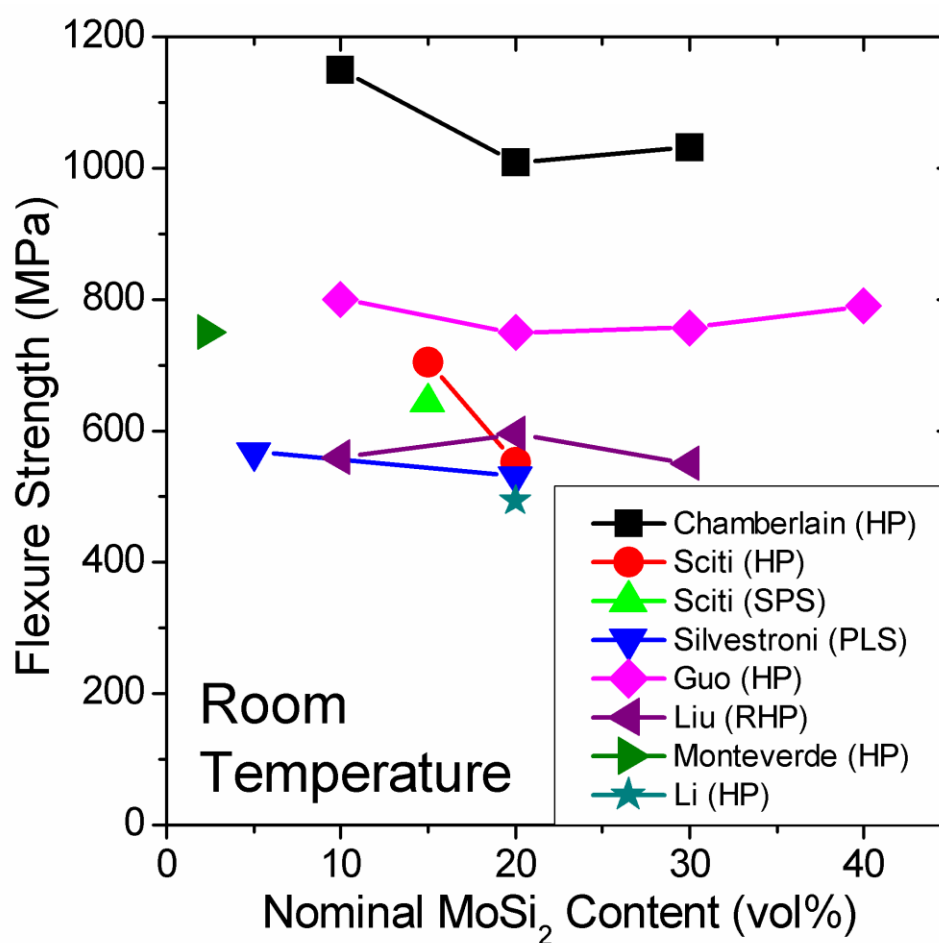 1200
1000
800
600
400
200
0
Flexure Strength (MPa)
Chamberlain (HP)
Sciti (HP)
Sciti (SPS)
Silvestroni (PLS)
Guo (HP)
Liu (RHP)
Monteverde (HP)
Li (HP)
Room
Temperature
0 10 20 30 40
Nominal MoSi₂ Content (vol%)